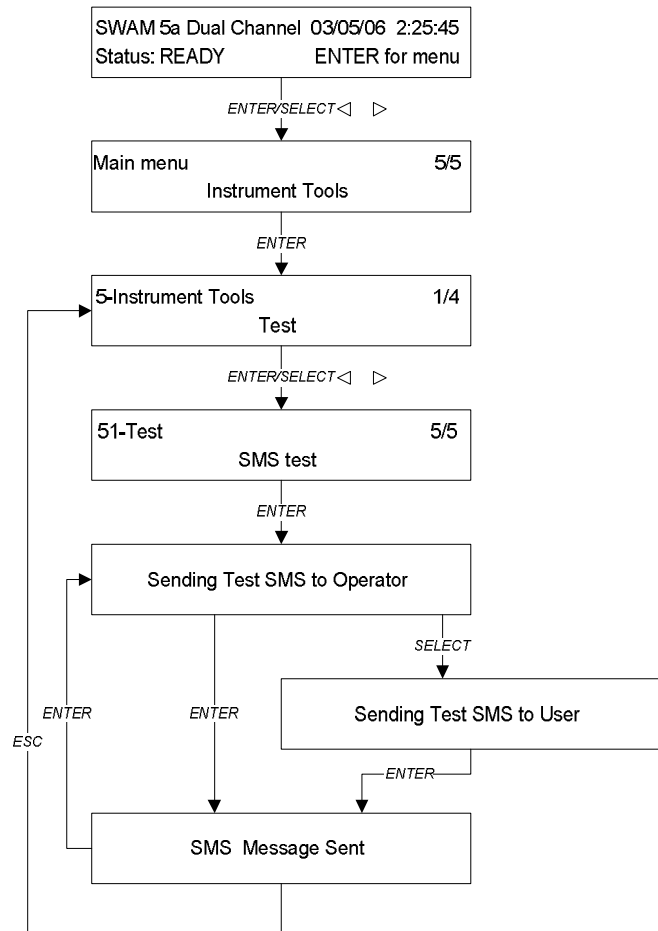 SWAM 5a Dual Channel 03/05/06 2:25:45
Status: READY ENTER for menu
ENTER/SELECT ◁ ▷
Main menu 5/5
Instrument Tools
ENTER
5-Instrument Tools 1/4
Test
ENTER/SELECT ◁ ▷
51-Test 5/5
SMS test
ENTER
Sending Test SMS to Operator
SELECT
Sending Test SMS to User
ENTER
ENTER
ESC
ENTER
SMS Message Sent